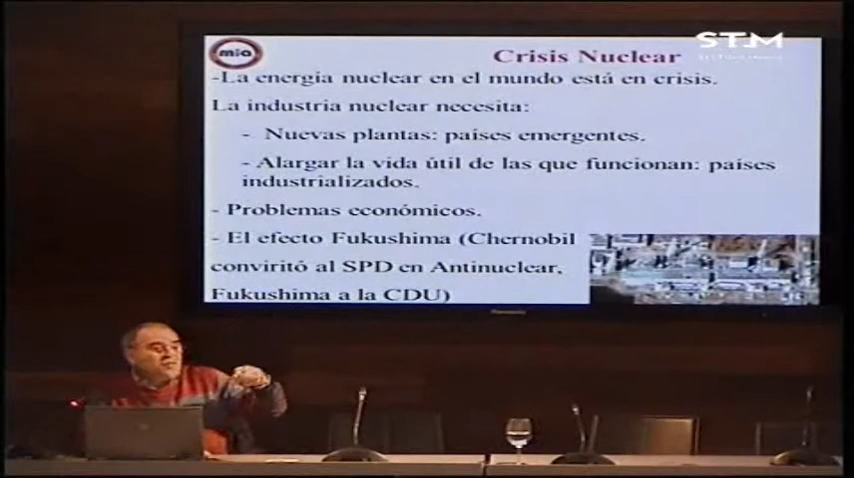 mia
STM
Crisis Nuclear
-La energía nuclear en el mundo está en crisis.
La industria nuclear necesita:
- Nuevas plantas: países emergentes.
- Alargar la vida útil de las que funcionan: países
industrializados.
- Problemas económicos.
- El efecto Fukushima (Chernobil
conviritó al SPD en Antinuclear,
Fukushima a la CDU)